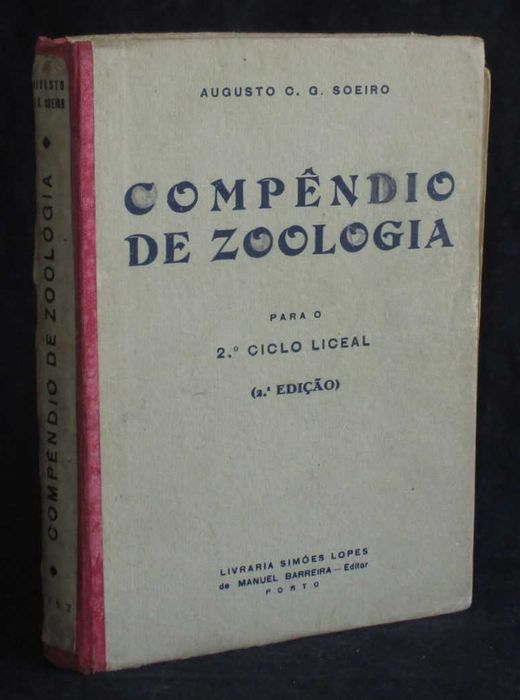 AUGUSTO C. G. SOEIRO
COMPÊNDIO
DE ZOOLOGIA
PARA O
2.º CICLO LICEAL
(2.ª EDIÇÃO)
LIVRARIA SIMÕES LOPES
de MANUEL BARREIRA — Editor
PORTO
AUGUSTO
SOEIRO
COMPÊNDIO DE ZOOLOGIA